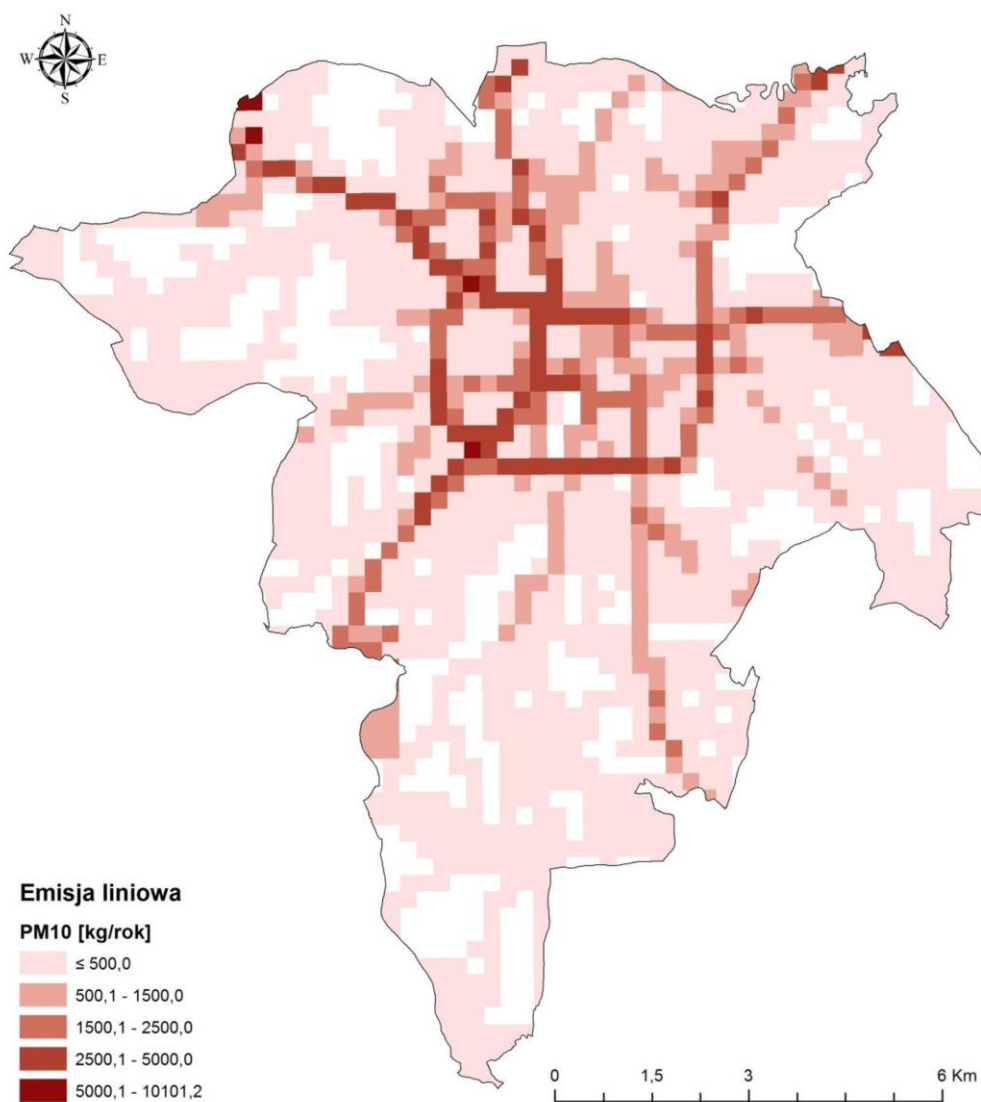 N
W E
S
Emisja liniowa
PM10 [kg/rok]
≤ 500,0
500,1 - 1500,0
1500,1 - 2500,0
2500,1 - 5000,0
5000,1 - 10101,2
0 1,5 3 6 Km